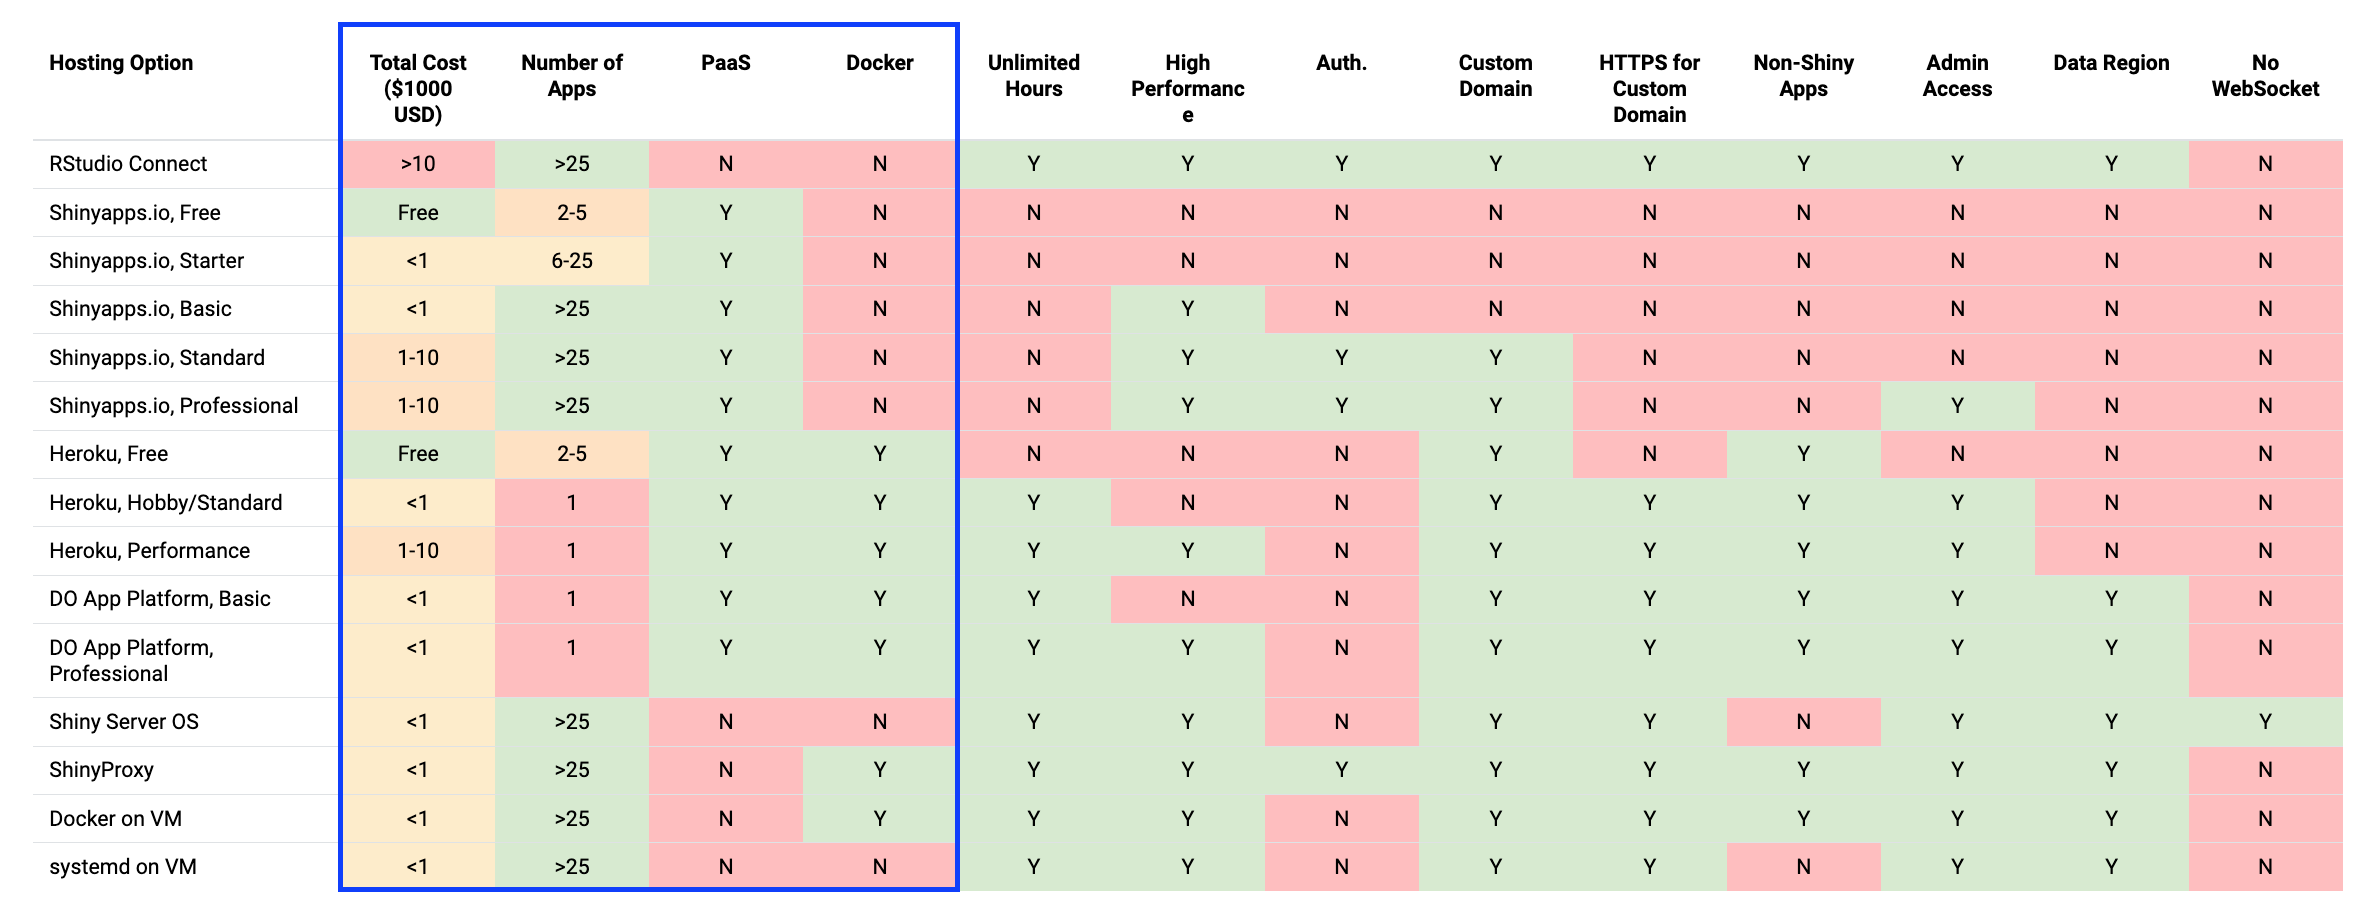 Hosting Option Total Cost ($1000 USD) Number of Apps PaaS Docker Unlimited Hours High Performance Auth. Custom Domain HTTPS for Custom Domain Non-Shiny Apps Admin Access Data Region No WebSocket
RStudio Connect >10 >25 N N Y Y Y Y Y Y Y Y N
Shinyapps.io, Free Free 2-5 Y N N N N N N N N N N
Shinyapps.io, Starter <1 6-25 Y N N N N N N N N N N
Shinyapps.io, Basic <1 >25 Y N N Y N N N N N N N
Shinyapps.io, Standard 1-10 >25 Y N N Y Y Y N N N N N
Shinyapps.io, Professional 1-10 >25 Y N N Y Y Y N N Y N N
Heroku, Free Free 2-5 Y Y N N N Y N Y N N N
Heroku, Hobby/Standard <1 1 Y Y Y N N Y Y Y Y N N
Heroku, Performance 1-10 1 Y Y Y Y N Y Y Y Y N N
DO App Platform, Basic <1 1 Y Y Y N N Y Y Y Y Y N
DO App Platform, Professional <1 1 Y Y Y Y N Y Y Y Y Y N
Shiny Server OS <1 >25 N N Y Y N Y Y N Y Y Y
ShinyProxy <1 >25 N Y Y Y Y Y Y Y Y Y N
Docker on VM <1 >25 N Y Y Y N Y Y Y Y Y N
systemd on VM <1 >25 N N Y Y N Y Y N Y Y N